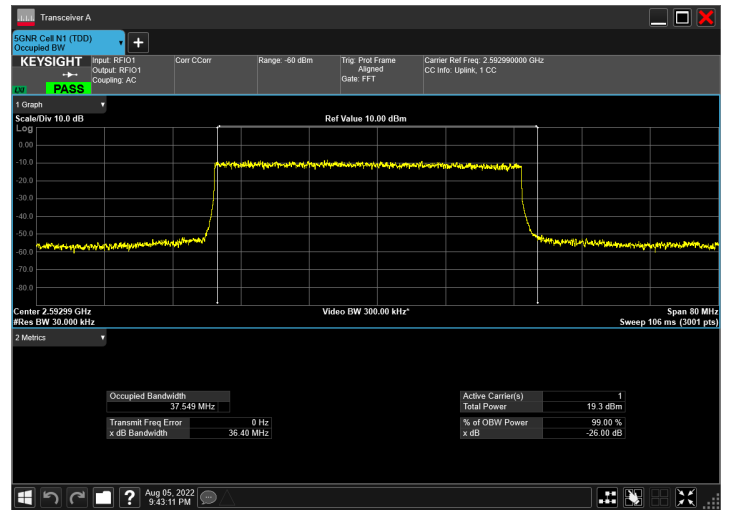 Transceiver A
5GNR Cell N1 (TDD)
Occupied BW
KEYSIGHT
LXI
PASS
Input: RFIO1
Output: RFIO1
Coupling: AC
Corr CCorr
Range: -60 dBm
Trig: Prot Frame
Aligned
Gate: FFT
Carrier Ref Freq: 2.592990000 GHz
CC Info: Uplink, 1 CC
1 Graph
Scale/Div 10.0 dB
Ref Value 10.00 dBm
Log
0.00
-10.0
-20.0
-30.0
-40.0
-50.0
-60.0
-70.0
-80.0
Center 2.59299 GHz
Video BW 300.00 kHz*
Span 80 MHz
#Res BW 30.000 kHz
Sweep 106 ms (3001 pts)
2 Metrics
Occupied Bandwidth
37.549 MHz
Transmit Freq Error 0 Hz
x dB Bandwidth 36.40 MHz
Active Carrier(s) 1
Total Power 19.3 dBm
% of OBW Power 99.00 %
x dB -26.00 dB
?
Aug 05, 2022
9:43:11 PM